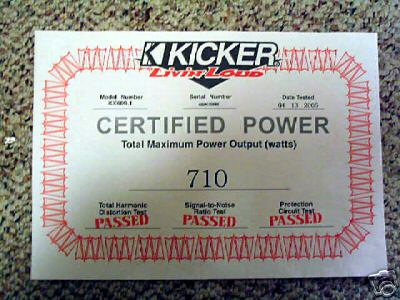 KICKER
LIVIN' LOUD
Model Number Serial Number Date Tested
04 13 2005
CERTIFIED POWER
Total Maximum Power Output (watts)
710
Total Harmonic Distortion Test
PASSED
Signal-to-Noise Ratio Test
PASSED
Protection Circuit Test
PASSED